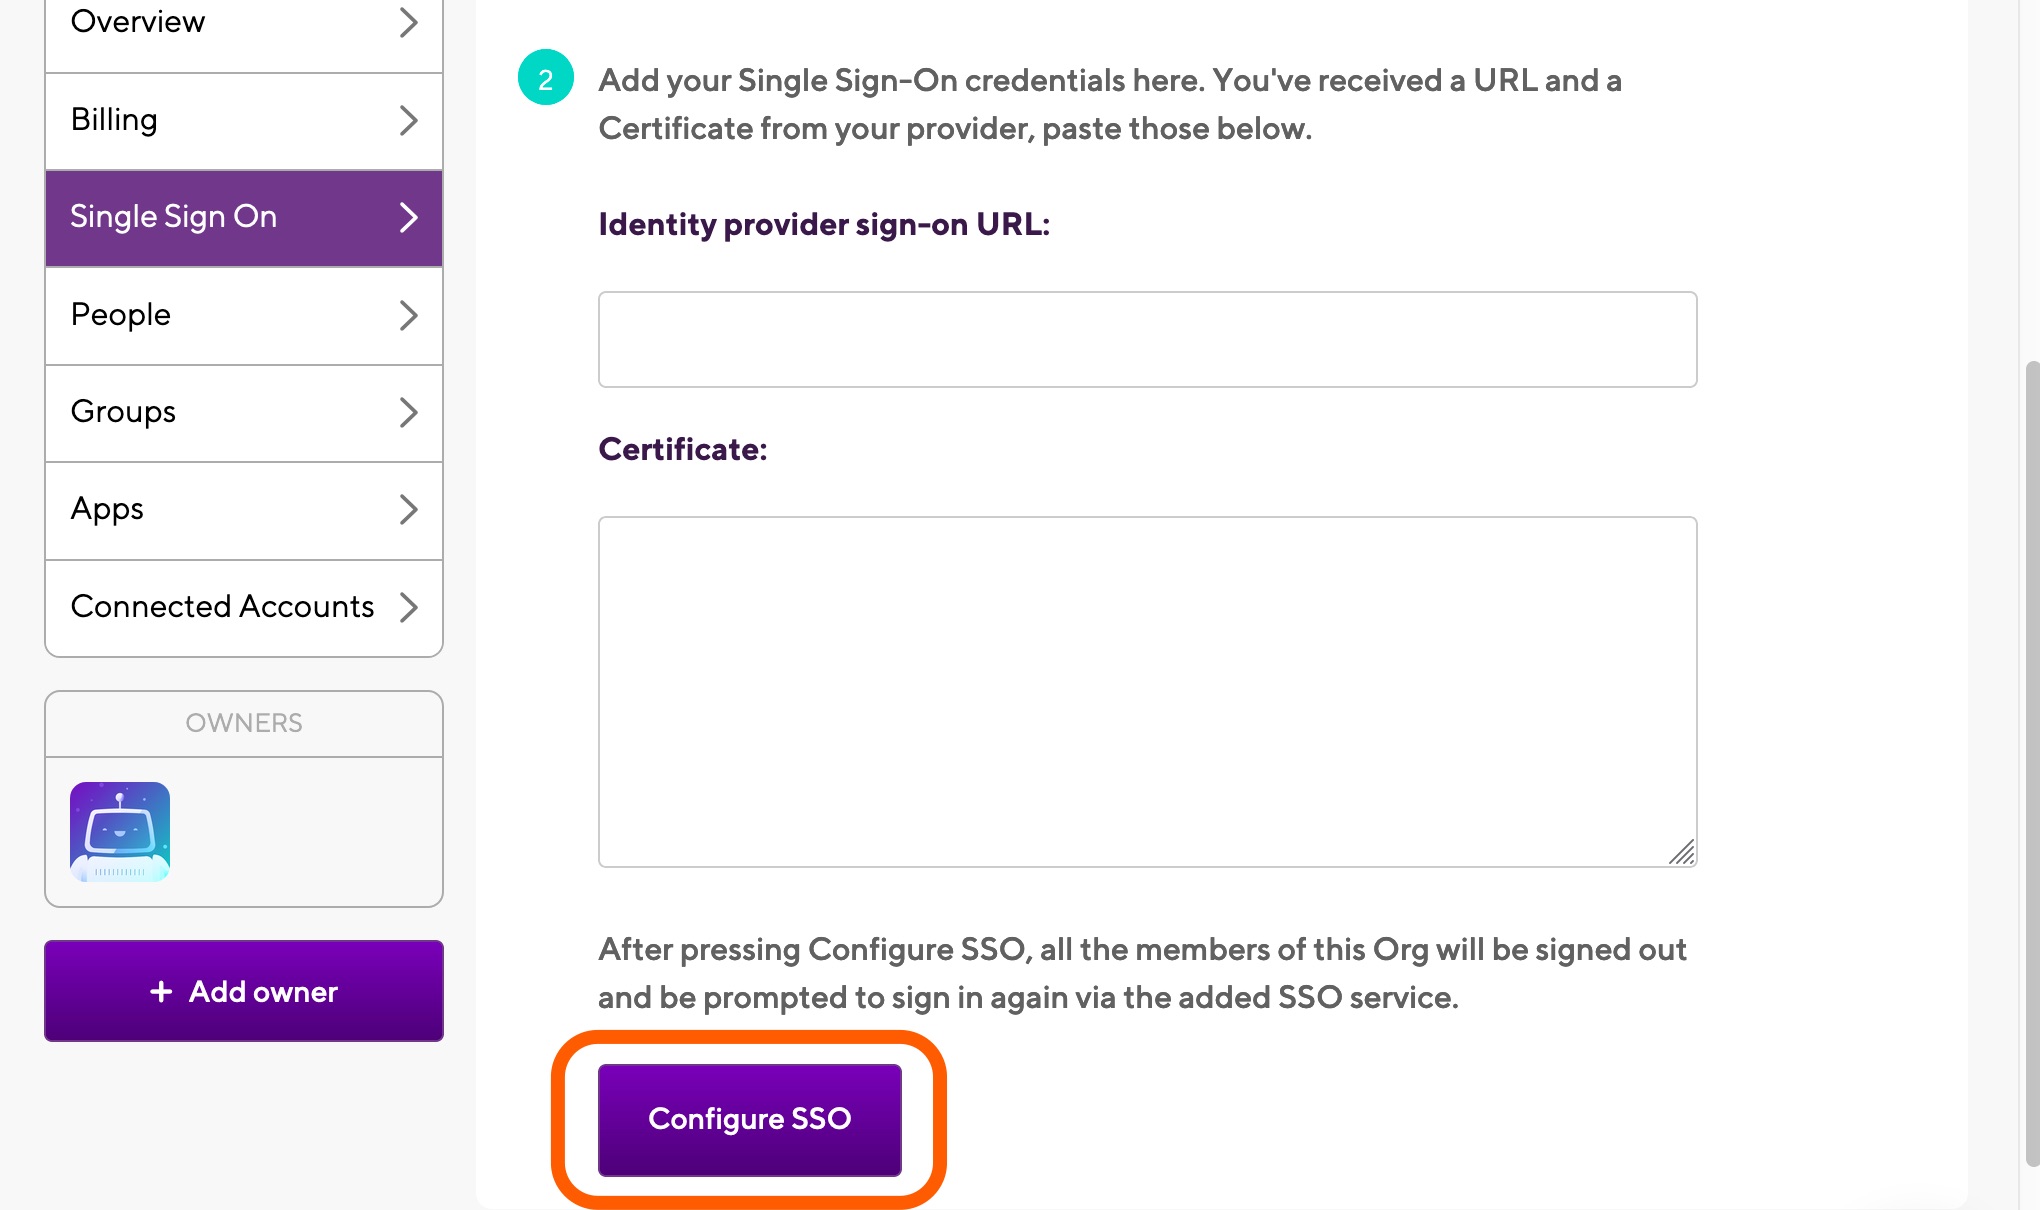 Overview
Billing
Single Sign On
People
Groups
Apps
Connected Accounts
OWNERS
+ Add owner
2
Add your Single Sign-On credentials here. You've received a URL and a
Certificate from your provider, paste those below.
Identity provider sign-on URL:
Certificate:
After pressing Configure SSO, all the members of this Org will be signed out
and be prompted to sign in again via the added SSO service.
Configure SSO